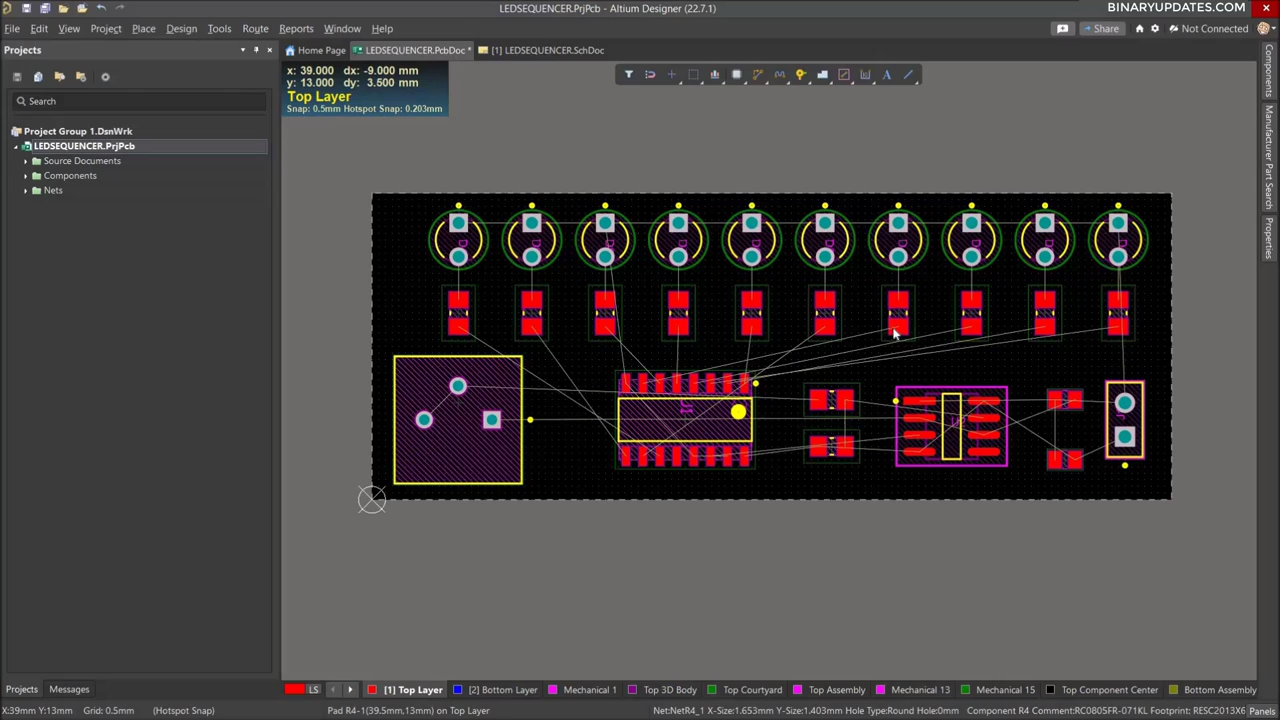 LEDSEQUENCER.PrjPcb - Altium Designer (22.7.1)
BINARYUPDATES.COM
File Edit View Project Place Design Tools Route Reports Window Help
Share
Not Connected
Projects
Home Page
LEDSEQUENCER.PcbDoc *
[1] LEDSEQUENCER.SchDoc
x: 39.000 dx: -9.000 mm
y: 13.000 dy: 3.500 mm
Top Layer
Snap: 0.5mm Hotspot Snap: 0.203mm
Search
Project Group 1.DsnWrk
LEDSEQUENCER.PrjPcb
Source Documents
Components
Nets
Components
Manufacturer Part Search
Properties
Projects
Messages
LS
[1] Top Layer
[2] Bottom Layer
Mechanical 1
Top 3D Body
Top Courtyard
Top Assembly
Mechanical 13
Mechanical 15
Top Component Center
Bottom Assembly
X:39mm Y:13mm Grid: 0.5mm
(Hotspot Snap)
Pad R4-1(39.5mm,13mm) on Top Layer
Net:NetR4_1 X-Size:1.653mm Y-Size:1.403mm Hole Type:Round Hole:0mm
Component R4 Comment:RC0805FR-071KL Footprint: RESC2013X6
Panels